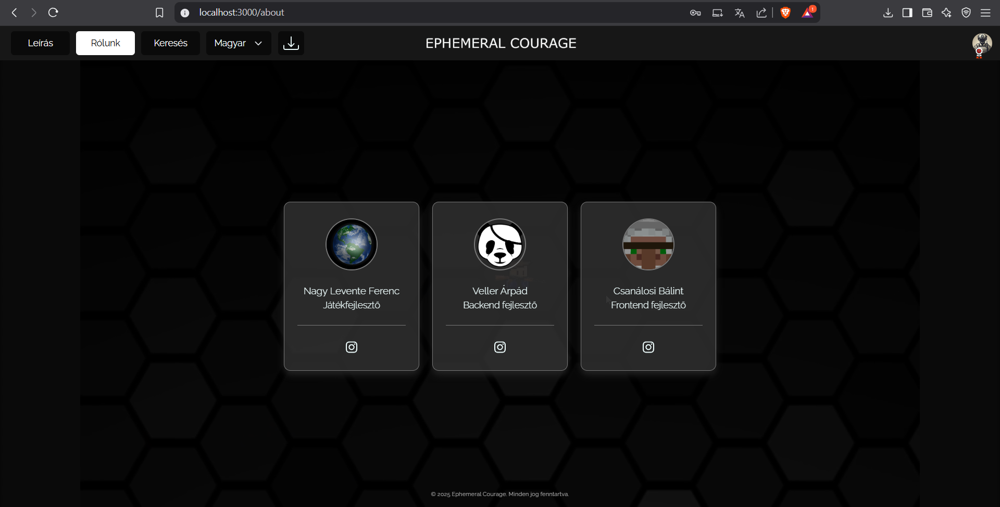 localhost:3000/about
1
Leírás
Rólunk
Keresés
Magyar
EPHEMERAL COURAGE
Nagy Levente Ferenc
Játékfejlesztő
Veller Árpád
Backend fejlesztő
Csanálosi Bálint
Frontend fejlesztő
© 2025 Ephemeral Courage. Minden jog fenntartva.